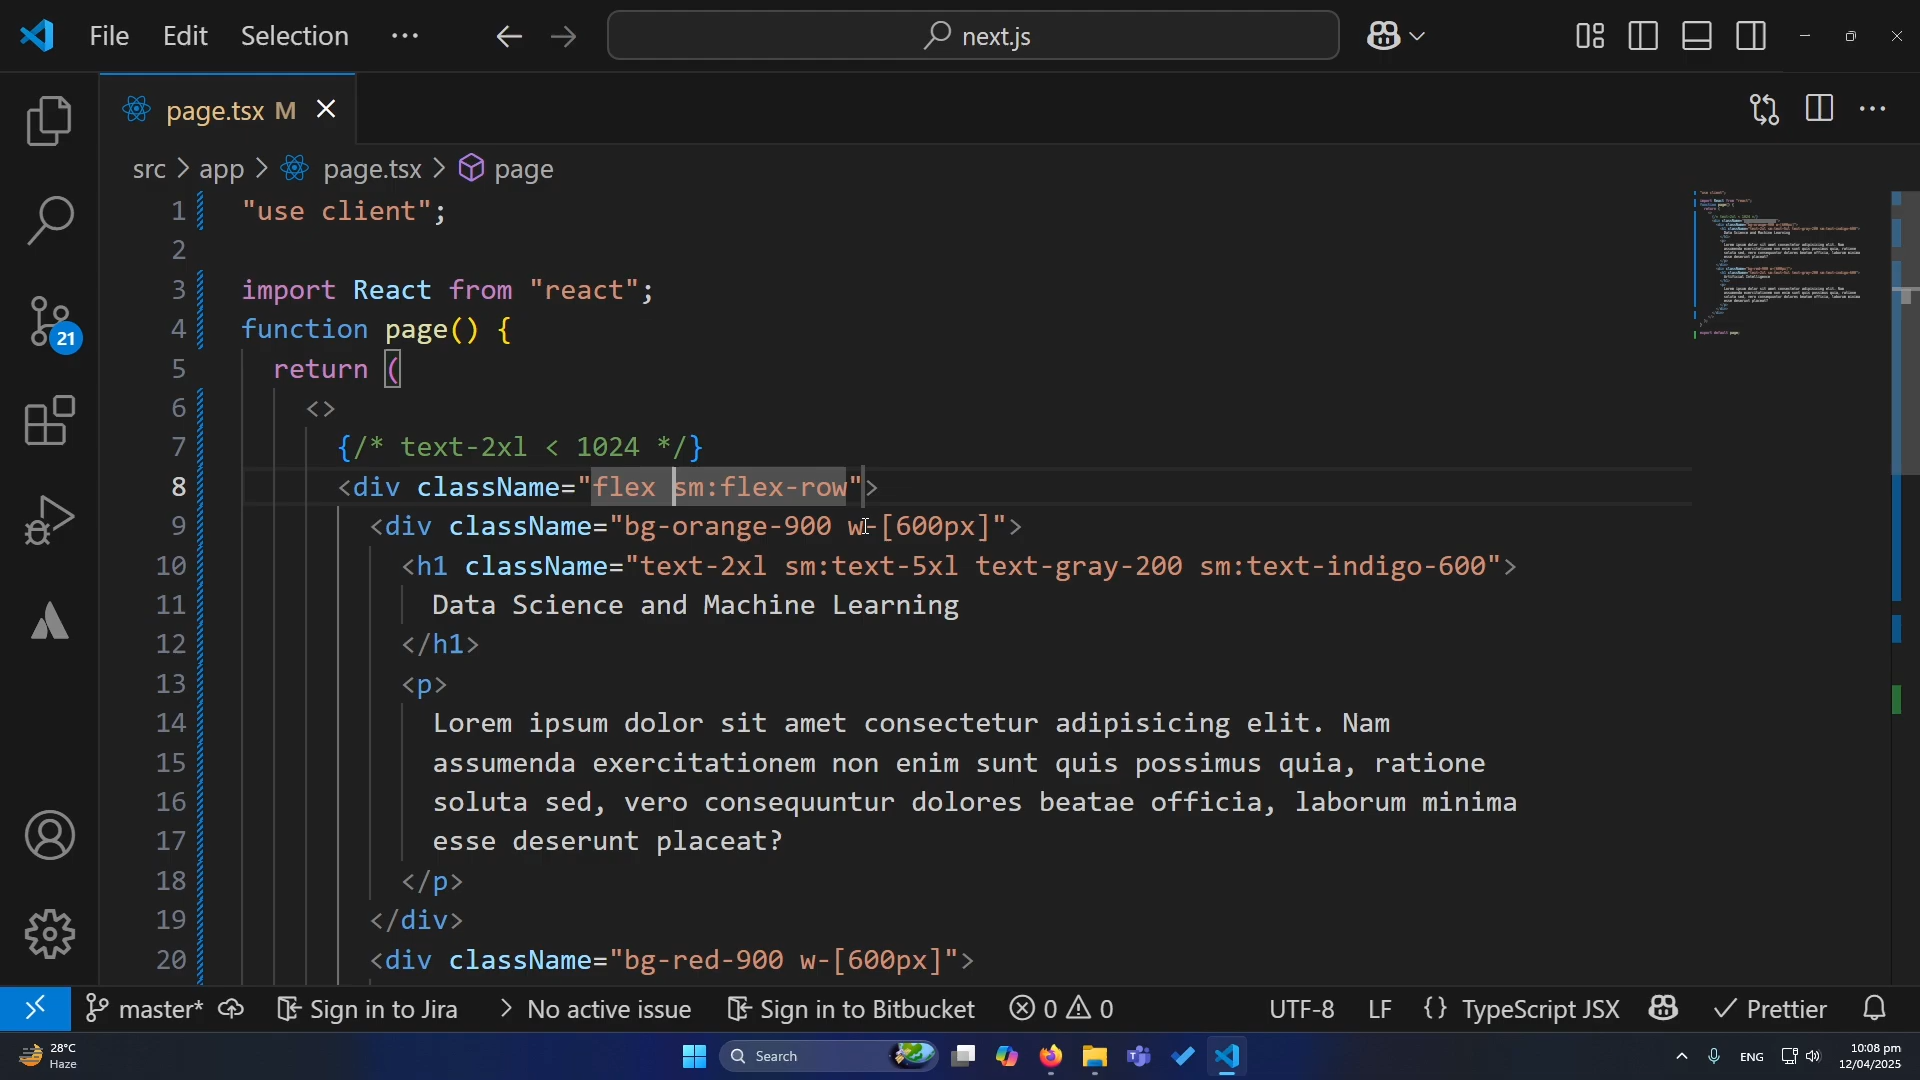 File Edit Selection ··· next.js
page.tsx M
src > app > page.tsx > page
1 "use client";
2
3 import React from "react";
4 function page() {
5 return (
6 <>
7 {/* text-2xl < 1024 */}
8 <div className="flex sm:flex-row">
9 <div className="bg-orange-900 w-[600px]">
10 <h1 className="text-2xl sm:text-5xl text-gray-200 sm:text-indigo-600">
11 Data Science and Machine Learning
12 </h1>
13 <p>
14 Lorem ipsum dolor sit amet consectetur adipisicing elit. Nam
15 assumenda exercitationem non enim sunt quis possimus quia, ratione
16 soluta sed, vero consequuntur dolores beatae officia, laborum minima
17 esse deserunt placeat?
18 </p>
19 </div>
20 <div className="bg-red-900 w-[600px]">
21
master* Sign in to Jira > No active issue Sign in to Bitbucket 0 0 UTF-8 LF {} TypeScript JSX Prettier
28°C
Haze
Search
ENG
10:08 pm
12/04/2025